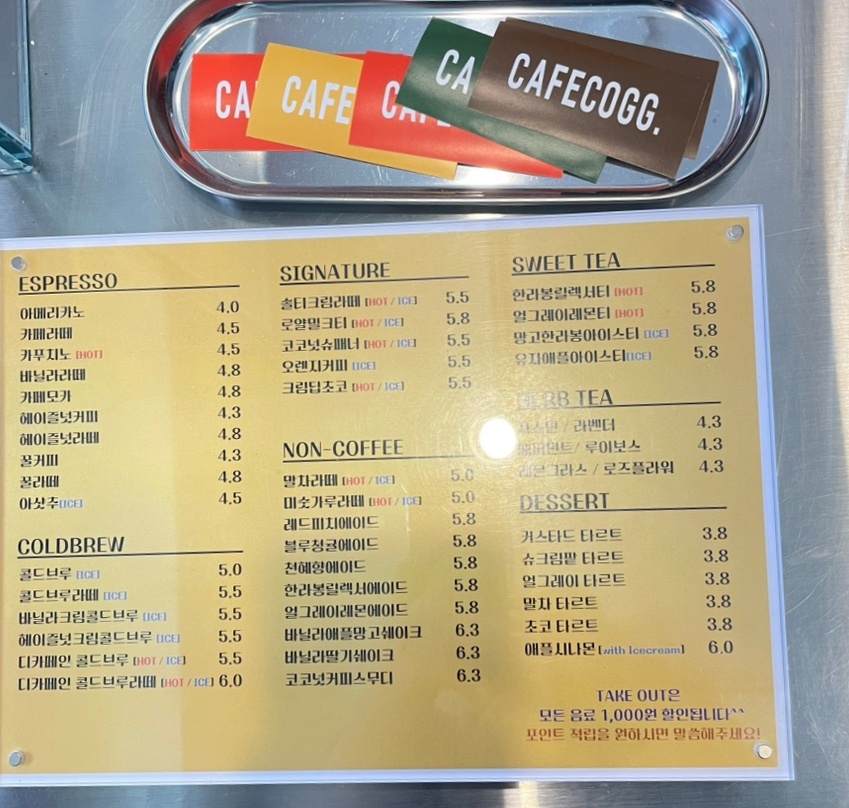 CA
CAFE
CAFE
CA
CAFECOGG.
ESPRESSO
아메리카노 4.0
카페라떼 4.5
카푸치노 [HOT] 4.5
바닐라라떼 4.8
카페모카 4.8
헤이즐넛커피 4.3
헤이즐넛라떼 4.8
꿀커피 4.3
꿀라떼 4.8
아샷추[ICE] 4.5
COLDBREW
콜드브루 [ICE] 5.0
콜드브루라떼 [ICE] 5.5
바닐라크림콜드브루 [ICE] 5.5
헤이즐넛크림콜드브루 [ICE] 5.5
디카페인 콜드브루 [HOT / ICE] 5.5
디카페인 콜드브루라떼 [HOT / ICE] 6.0
SIGNATURE
솔티크림라떼 [HOT / ICE] 5.5
로얄밀크티 [HOT / ICE] 5.8
코코넛슈패너 [HOT / ICE] 5.5
오렌지커피 [ICE] 5.5
크림딥초코 [HOT / ICE] 5.5
NON-COFFEE
말차라떼 [HOT / ICE] 5.0
미숫가루라떼 [HOT / ICE] 5.0
레드피치에이드 5.8
블루청귤에이드 5.8
천혜향에이드 5.8
한라봉릴렉서에이드 5.8
얼그레이레몬에이드 5.8
바닐라애플망고쉐이크 6.3
바닐라딸기쉐이크 6.3
코코넛커피스무디 6.3
SWEET TEA
한라봉릴렉서티 [HOT] 5.8
얼그레이레몬티 [HOT] 5.8
망고한라봉아이스티 [ICE] 5.8
유자애플아이스티[ICE] 5.8
HERB TEA
자스민 / 라벤더 4.3
페퍼민트/ 루이보스 4.3
레몬그라스 / 로즈플라워 4.3
DESSERT
커스타드 타르트 3.8
슈크림팥 타르트 3.8
얼그레이 타르트 3.8
말차 타르트 3.8
초코 타르트 3.8
애플시나몬 [with Icecream] 6.0
TAKE OUT은
모든 음료 1,000원 할인됩니다^^
포인트 적립을 원하시면 말씀해주세요!